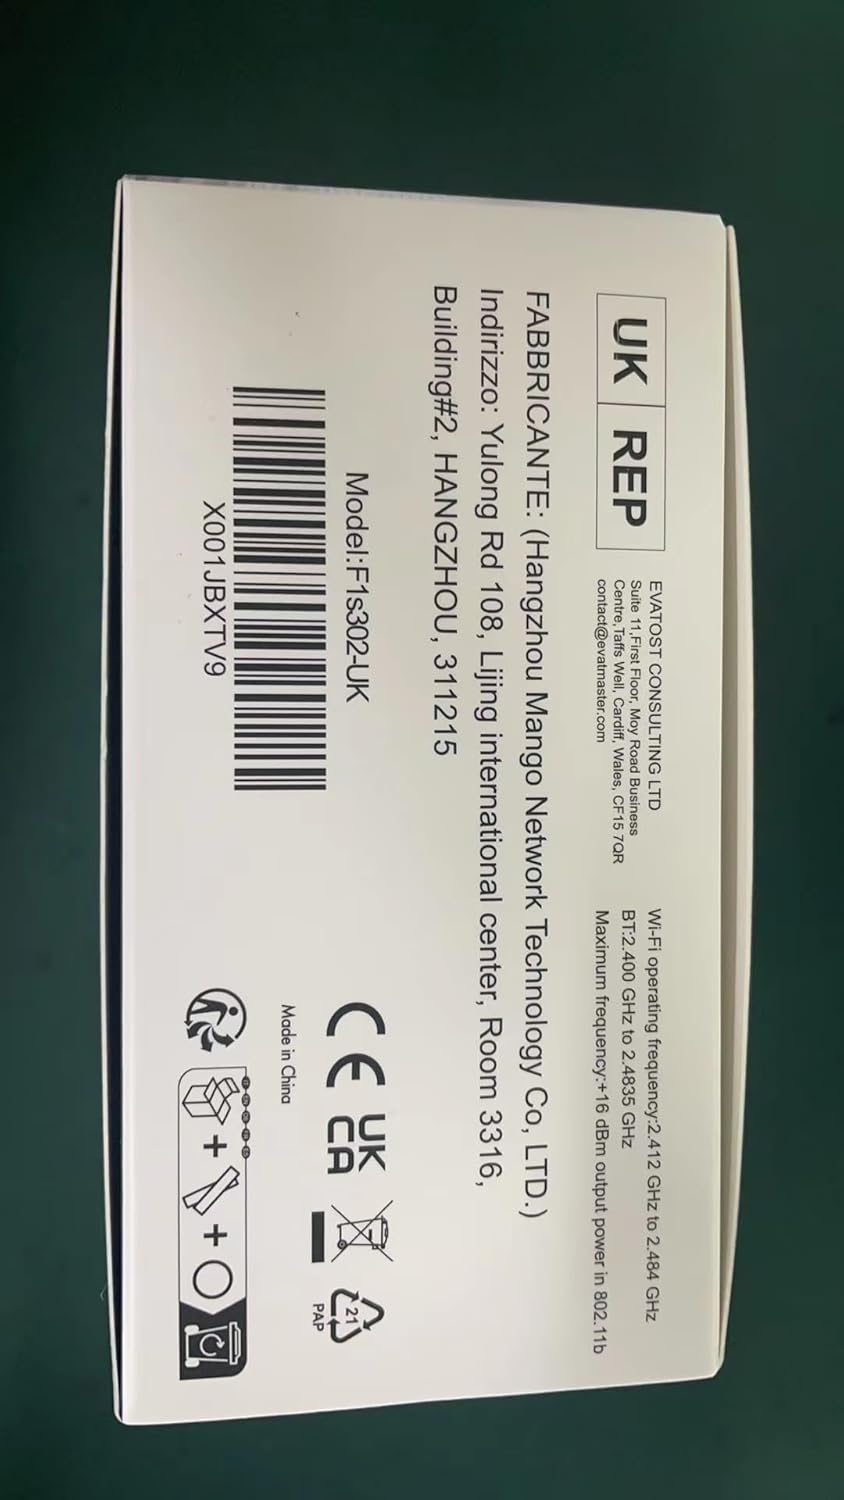 UK REP
EVATOST CONSULTING LTD
Suite 11,First Floor, Moy Road Business
Centre,Taffs Well, Cardiff, Wales, CF15 7QR
contact@evatmaster.com
Wi-Fi operating frequency:2.412 GHz to 2.484 GHz
BT:2.400 GHz to 2.4835 GHz
Maximum frequency:+16 dBm output power in 802.11b
FABBRICANTE: (Hangzhou Mango Network Technology Co, LTD.)
Indirizzo: Yulong Rd 108, Lijing international center, Room 3316,
Building#2, HANGZHOU, 311215
Model:F1s302-UK
X001JBXTV9
CE
UK
CA
21
PAP
Made in China